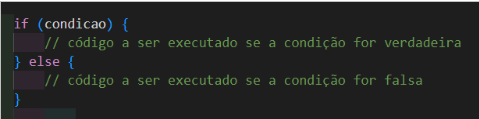 if (condicao) {
// código a ser executado se a condição for verdadeira
} else {
// código a ser executado se a condição for falsa
}